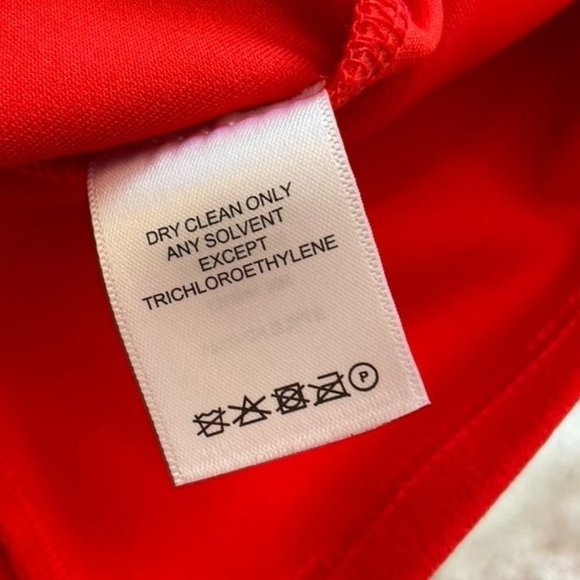 DRY CLEAN ONLY
ANY SOLVENT
EXCEPT
TRICHLOROETHYLENE
P